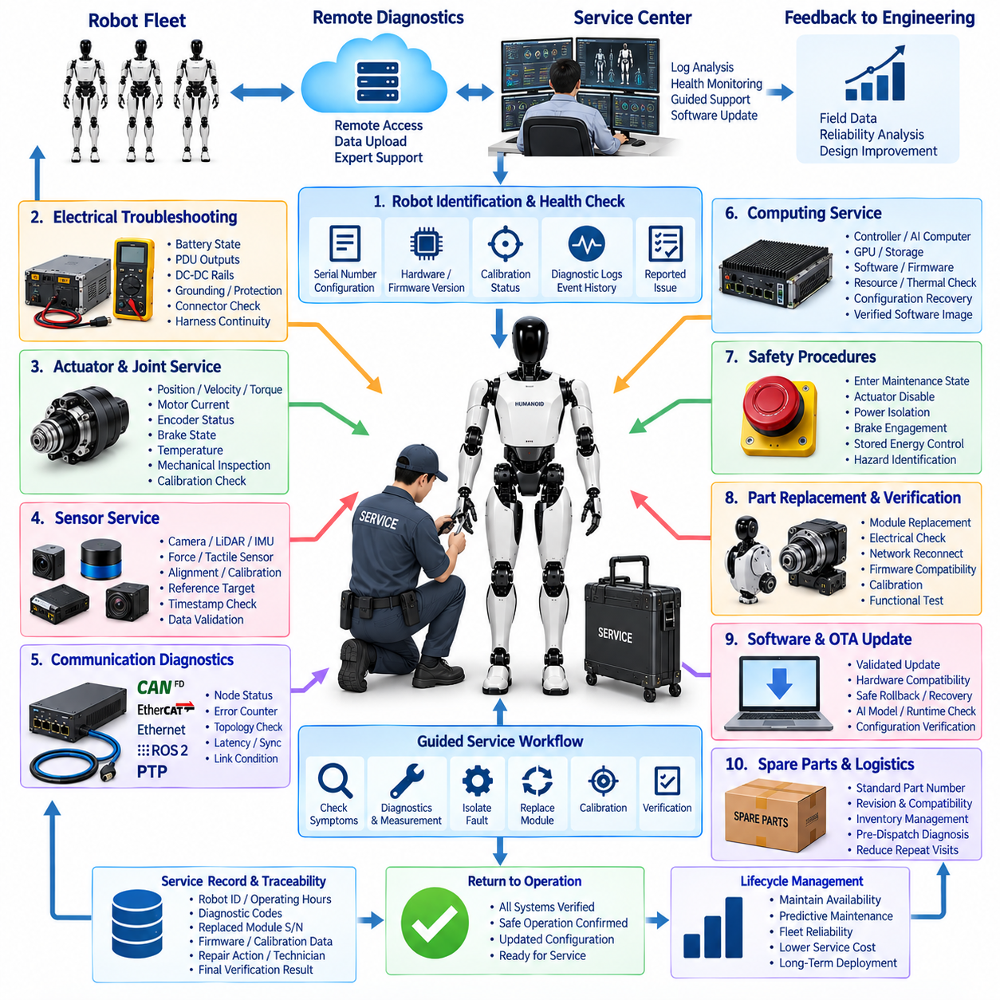 Robot Fleet
Remote Diagnostics
Service Center
Feedback to Engineering
Remote Access
Data Upload
Expert Support
Log Analysis
Health Monitoring
Guided Support
Software Update
Field Data
Reliability Analysis
Design Improvement
1. Robot Identification & Health Check
Serial Number
Configuration
Hardware /
Firmware Version
Calibration
Status
Diagnostic Logs
Event History
Reported
Issue
2. Electrical Troubleshooting
• Battery State
• PDU Outputs
• DC-DC Rails
• Grounding / Protection
• Connector Check
• Harness Continuity
3. Actuator & Joint Service
• Position / Velocity / Torque
• Motor Current
• Encoder Status
• Brake State
• Temperature
• Mechanical Inspection
• Calibration Check
4. Sensor Service
• Camera / LiDAR / IMU
• Force / Tactile Sensor
• Alignment / Calibration
• Reference Target
• Timestamp Check
• Data Validation
5. Communication Diagnostics
CAN FD
EtherCAT
Ethernet
ROS 2
PTP
• Node Status
• Error Counter
• Topology Check
• Latency / Sync
• Link Condition
HUMANOID
SERVICE
SERVICE
6. Computing Service
• Controller / AI Computer
• GPU / Storage
• Software / Firmware
• Resource / Thermal Check
• Configuration Recovery
• Verified Software Image
7. Safety Procedures
• Enter Maintenance State
• Actuator Disable
• Power Isolation
• Brake Engagement
• Stored Energy Control
• Hazard Identification
8. Part Replacement & Verification
• Module Replacement
• Electrical Check
• Network Reconnect
• Firmware Compatibility
• Calibration
• Functional Test
9. Software & OTA Update
• Validated Update
• Hardware Compatibility
• Safe Rollback / Recovery
• AI Model / Runtime Check
• Configuration Verification
10. Spare Parts & Logistics
SPARE PARTS
• Standard Part Number
• Revision & Compatibility
• Inventory Management
• Pre-Dispatch Diagnosis
• Reduce Repeat Visits
Guided Service Workflow
Check
Symptoms
Diagnostics
& Measurement
Isolate
Fault
Replace
Module
Calibration
Verification
Service Record & Traceability
• Robot ID / Operating Hours
• Diagnostic Codes
• Replaced Module S/N
• Firmware / Calibration Data
• Repair Action / Technician
• Final Verification Result
Return to Operation
• All Systems Verified
• Safe Operation Confirmed
• Updated Configuration
• Ready for Service
Lifecycle Management
• Maintain Availability
• Predictive Maintenance
• Fleet Reliability
• Lower Service Cost
• Long-Term Deployment